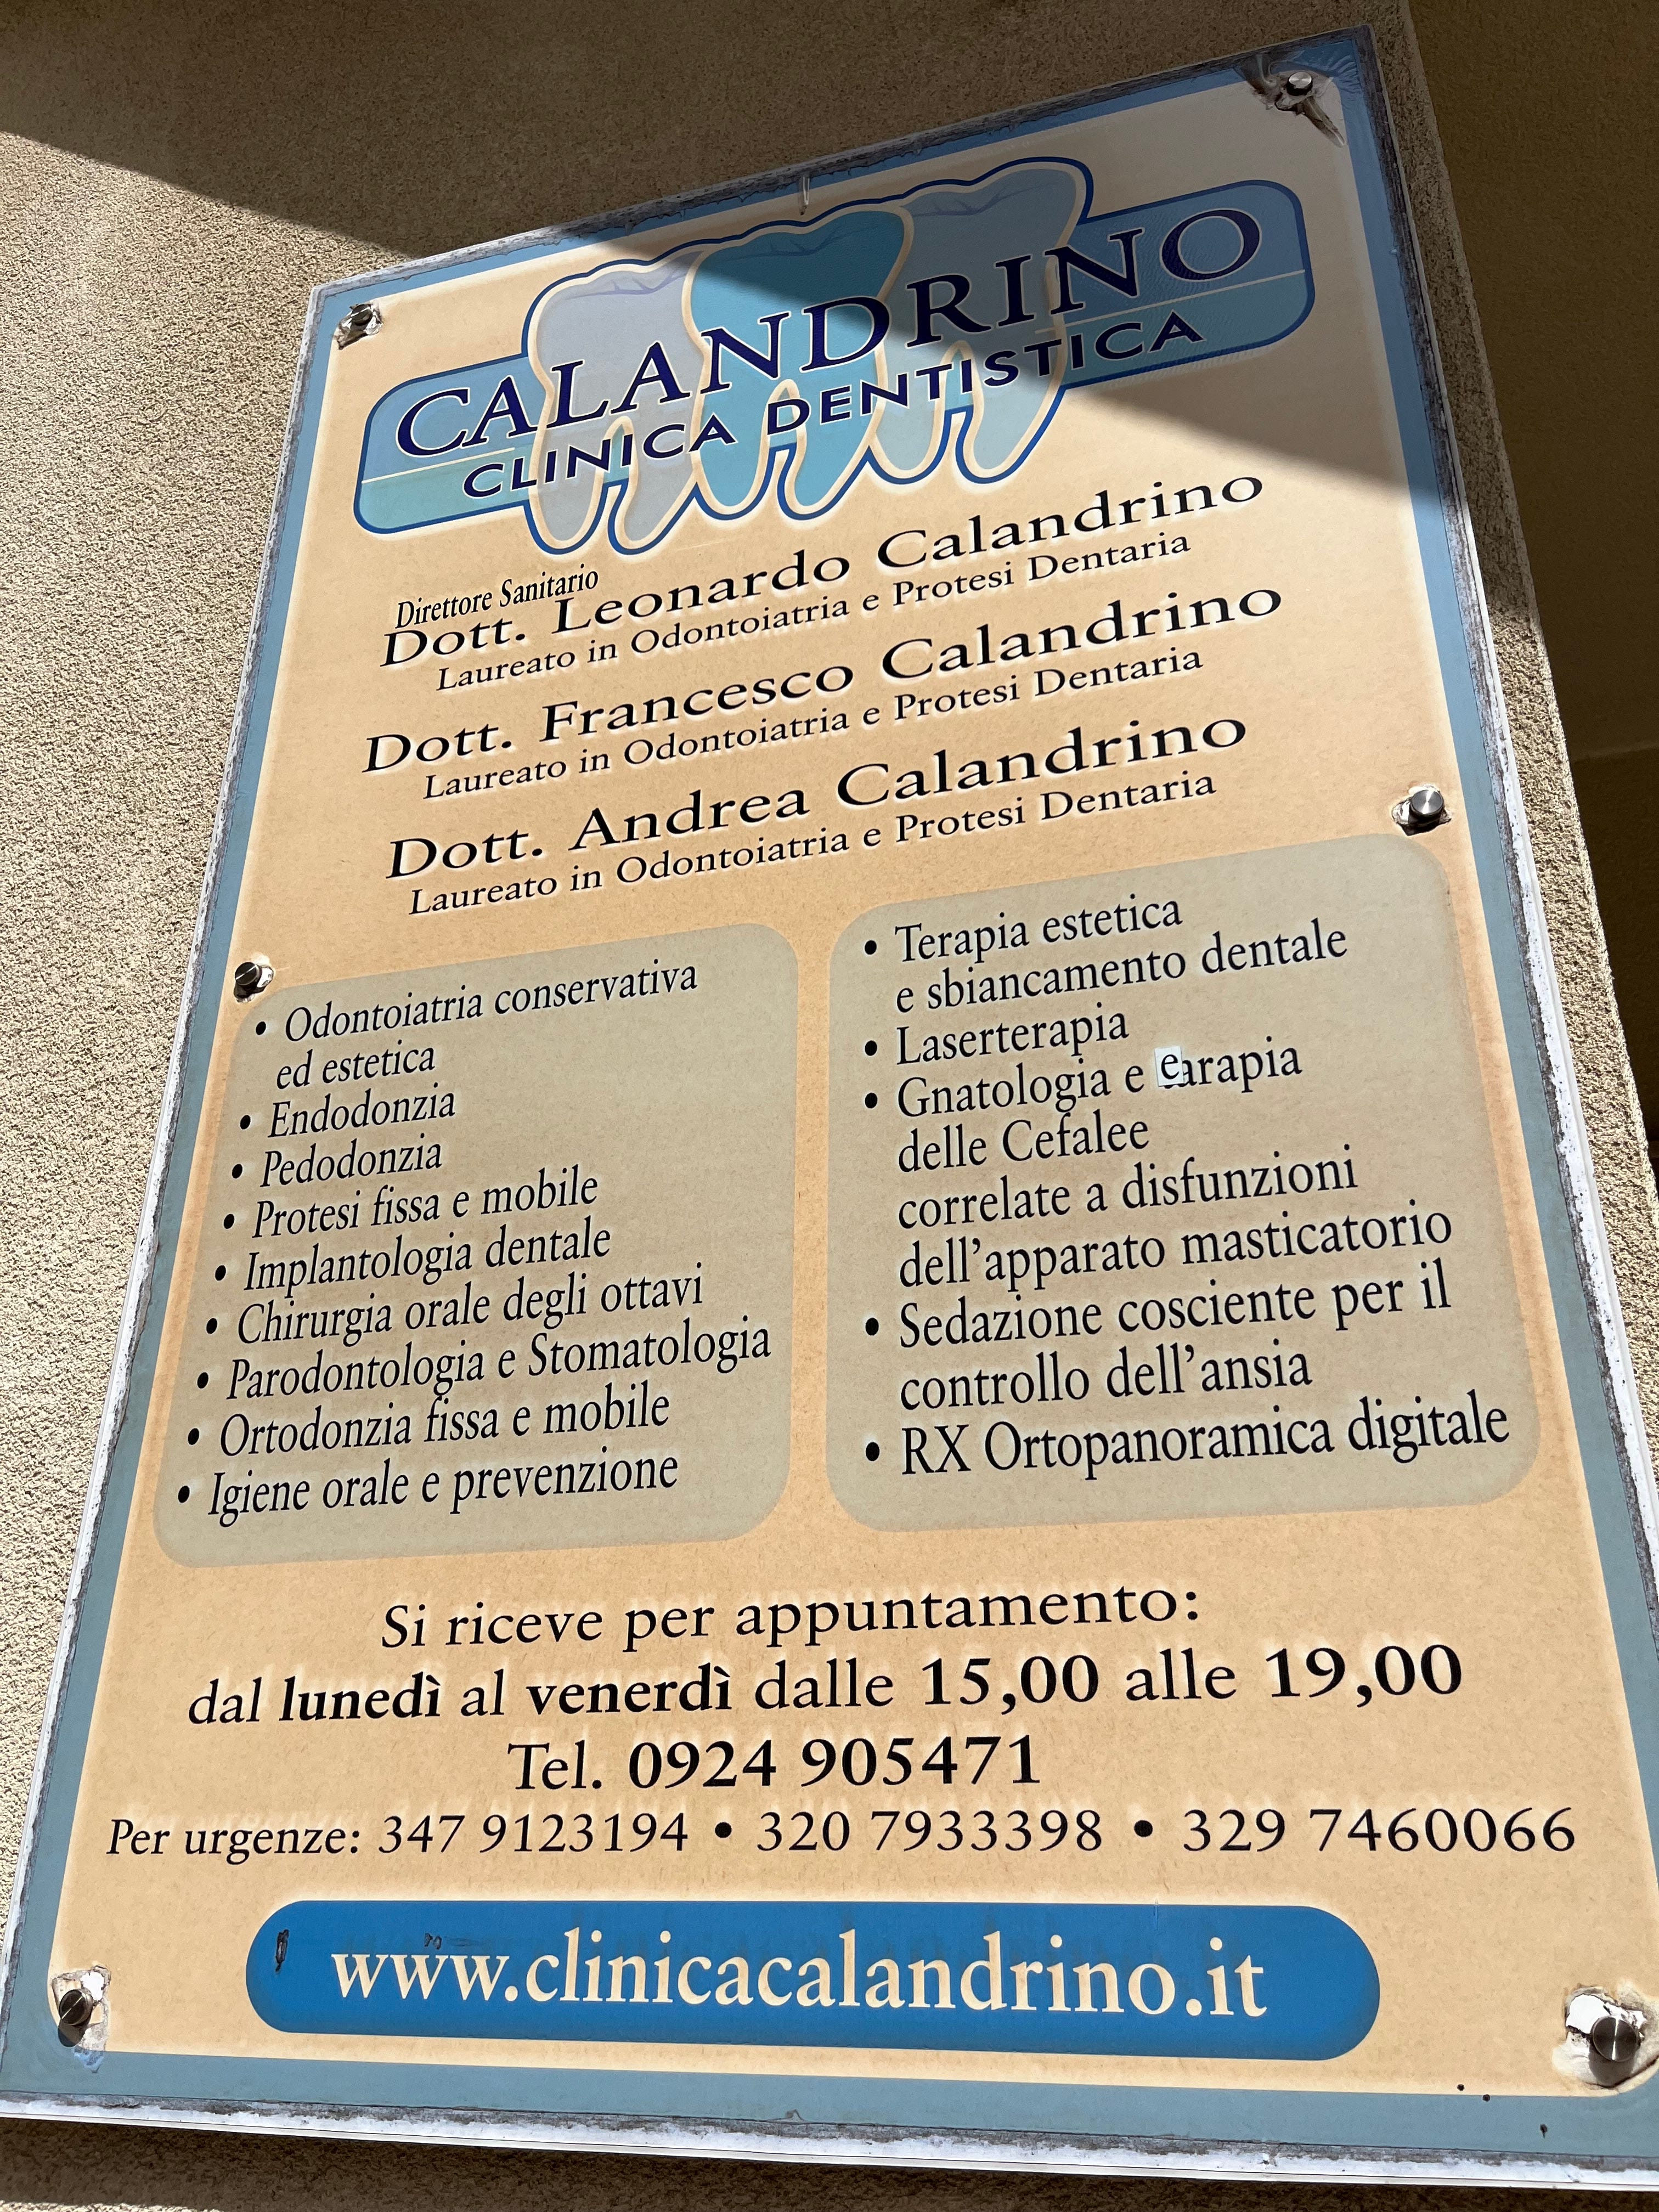 CALANDRINO
CLINICA DENTISTICA
Direttore Sanitario
Dott. Leonardo Calandrino
Laureato in Odontoiatria e Protesi Dentaria
Dott. Francesco Calandrino
Laureato in Odontoiatria e Protesi Dentaria
Dott. Andrea Calandrino
Laureato in Odontoiatria e Protesi Dentaria
• Odontoiatria conservativa
ed estetica
• Endodonzia
• Pedodonzia
• Protesi fissa e mobile
• Implantologia dentale
• Chirurgia orale degli ottavi
• Parodontologia e Stomatologia
• Ortodonzia fissa e mobile
• Igiene orale e prevenzione
• Terapia estetica
e sbiancamento dentale
• Laserterapia
• Gnatologia e
delle Cefalee
correlate a disfunzioni
dell'apparato masticatorio
• Sedazione cosciente per il
controllo dell'ansia
• RX Ortopanoramica digitale
Si riceve per appuntamento:
dal lunedì al venerdì dalle 15,00 alle 19,00
Tel. 0924 905471
Per urgenze: 347 9123194 • 320 7933398 • 329 7460066
www.clinicacalandrino.it